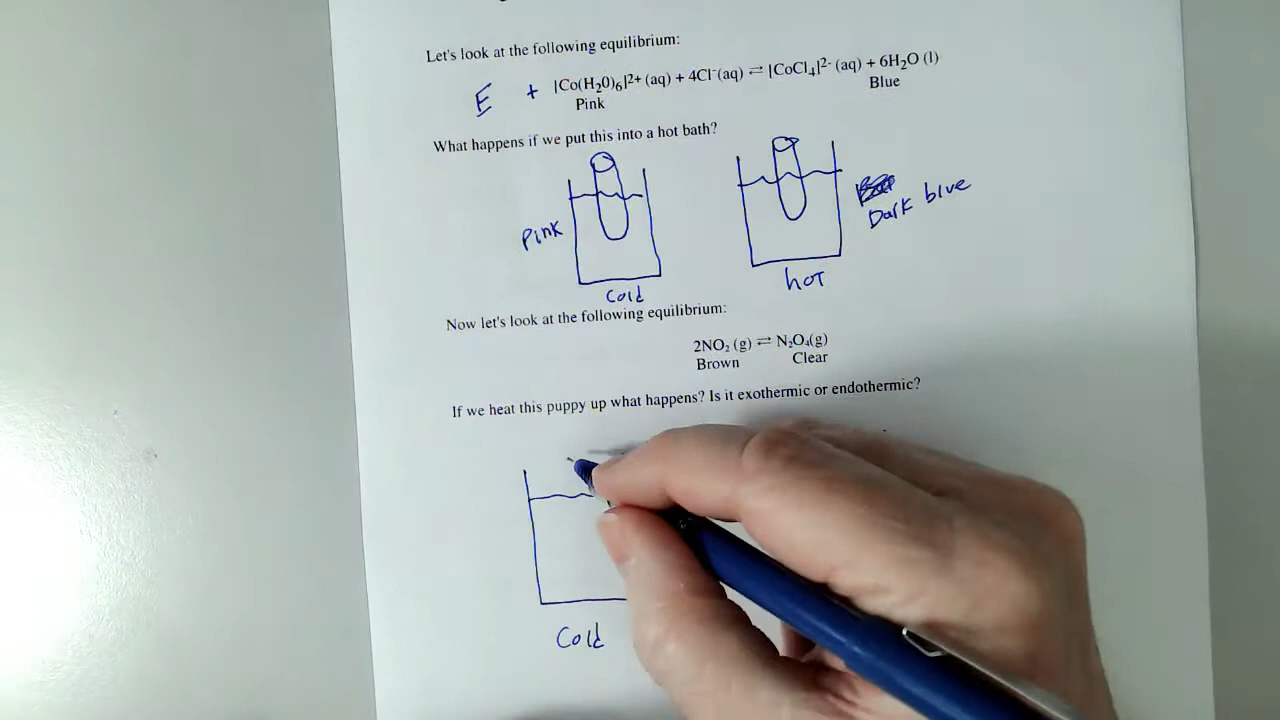 Let's look at the following equilibrium:
E + [Co(H₂0)₆]²⁺ (aq) + 4Cl⁻(aq) ⇄ [CoCl₄]²⁻ (aq) + 6H₂O (l)
Pink Blue
What happens if we put this into a hot bath?
Pink Dark blue
Cold hot
Now let's look at the following equilibrium:
2NO₂ (g) ⇄ N₂O₄(g)
Brown Clear
If we heat this puppy up what happens? Is it exothermic or endothermic?
Cold